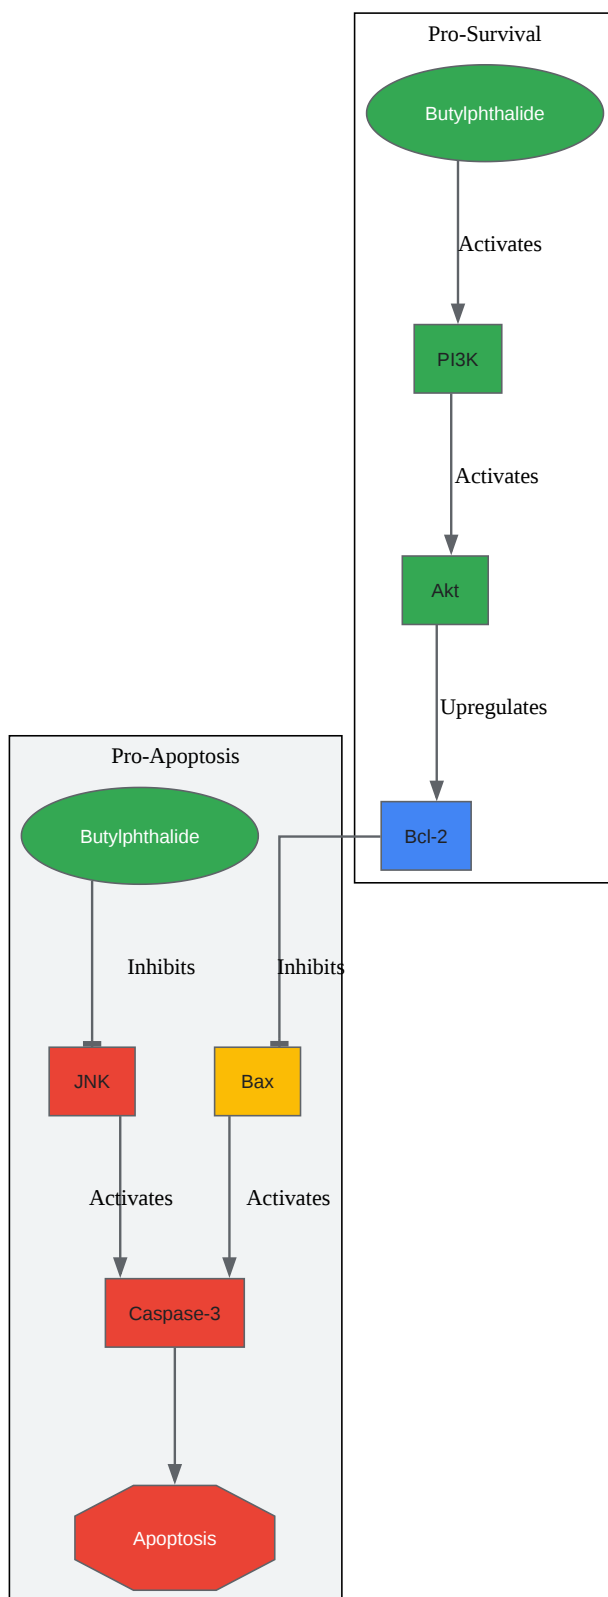 Pro-Survival
Butylphthalide
Activates
PI3K
Activates
Akt
Upregulates
Bcl-2
Pro-Apoptosis
Butylphthalide
Inhibits
Inhibits
JNK
Bax
Activates
Activates
Caspase-3
Apoptosis